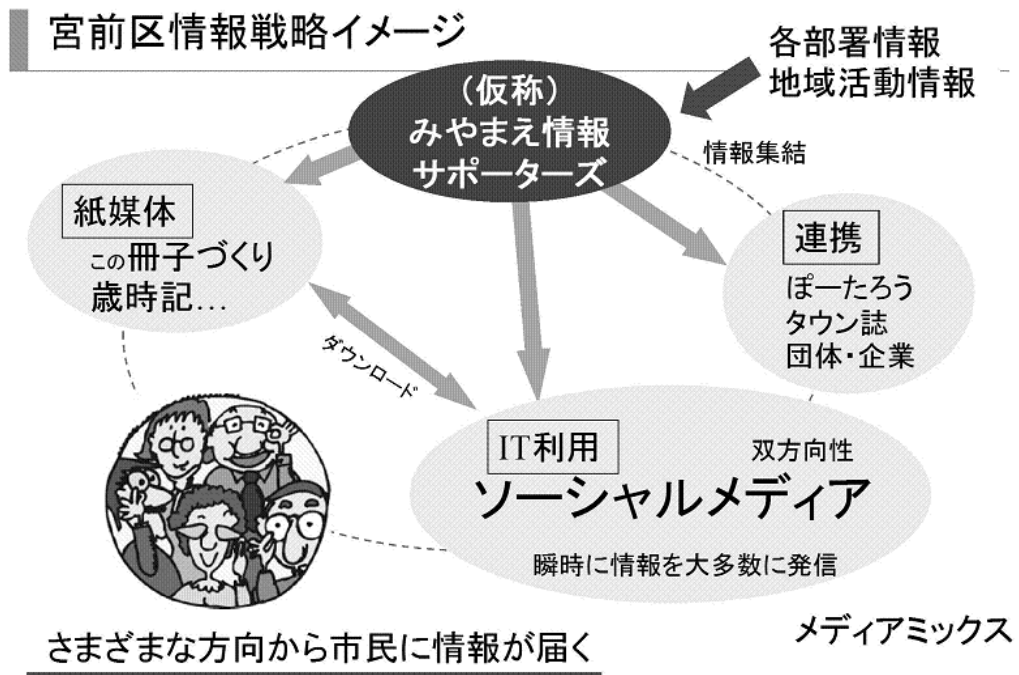 宮前区情報戦略イメージ
各部署情報
地域活動情報
（仮称）
みやまえ情報
サポーターズ
情報集結
紙媒体
この冊子づくり
歳時記…
連携
ぽーたろう
タウン誌
団体・企業
ダウンロード
IT利用
双方向性
ソーシャルメディア
瞬時に情報を大多数に発信
メディアミックス
さまざまな方向から市民に情報が届く